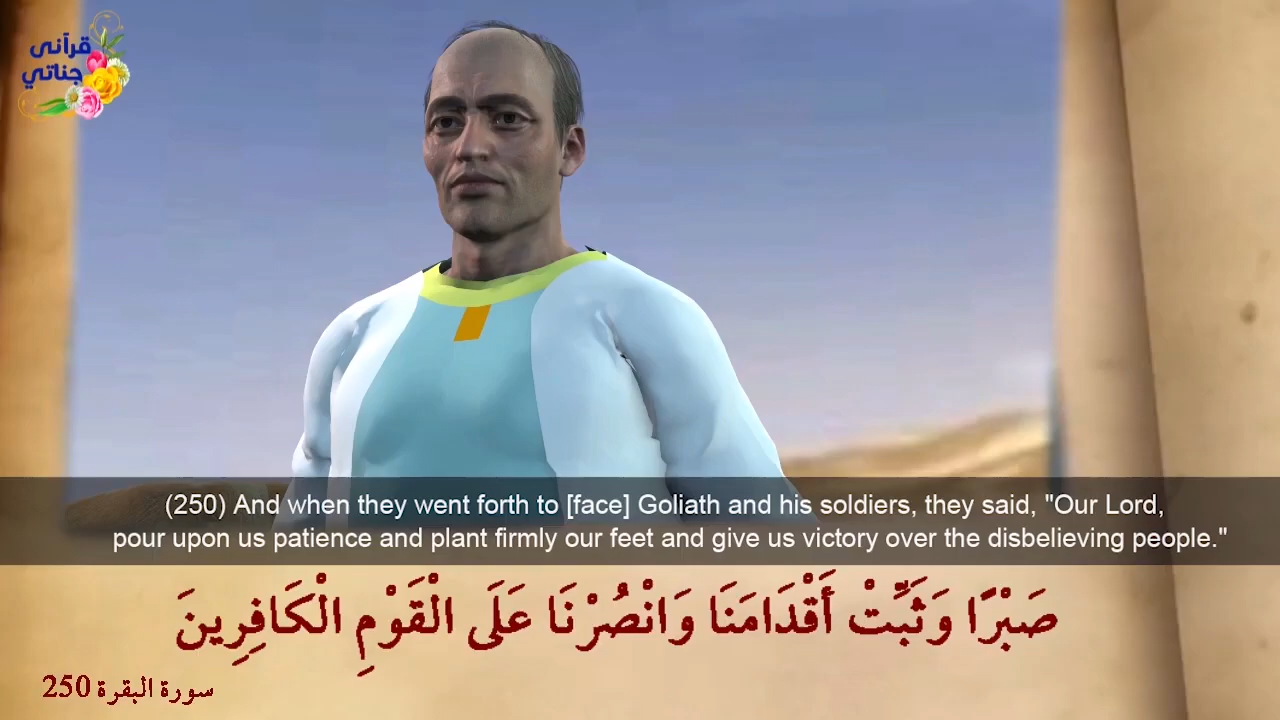 قرآنى
جناتي
(250) And when they went forth to [face] Goliath and his soldiers, they said, "Our Lord,
pour upon us patience and plant firmly our feet and give us victory over the disbelieving people."
صَبْرًا وَثَبِّتْ أَقْدَامَنَا وَانْصُرْنَا عَلَى الْقَوْمِ الْكَافِرِينَ
سورة البقرة 250